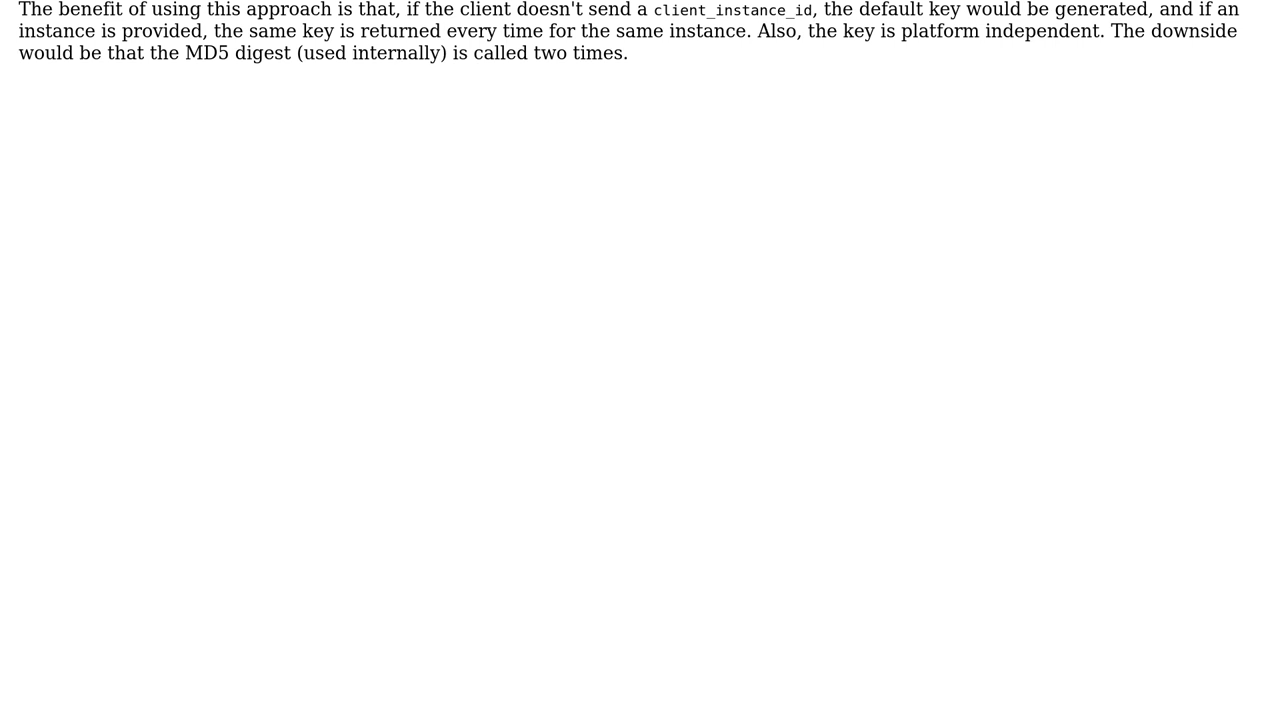 The benefit of using this approach is that, if the client doesn't send a client_instance_id, the default key would be generated, and if an
instance is provided, the same key is returned every time for the same instance. Also, the key is platform independent. The downside
would be that the MD5 digest (used internally) is called two times.